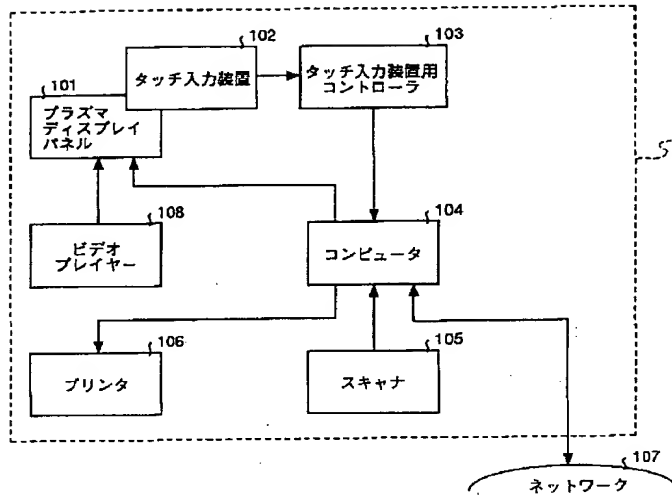 102
103
タッチ入力装置
タッチ入力装置用
コントローラ
101
プラズマ
ディスプレイ
パネル
S
108
104
ビデオ
プレイヤー
コンピュータ
106
105
プリンタ
スキャナ
107
ネットワーク